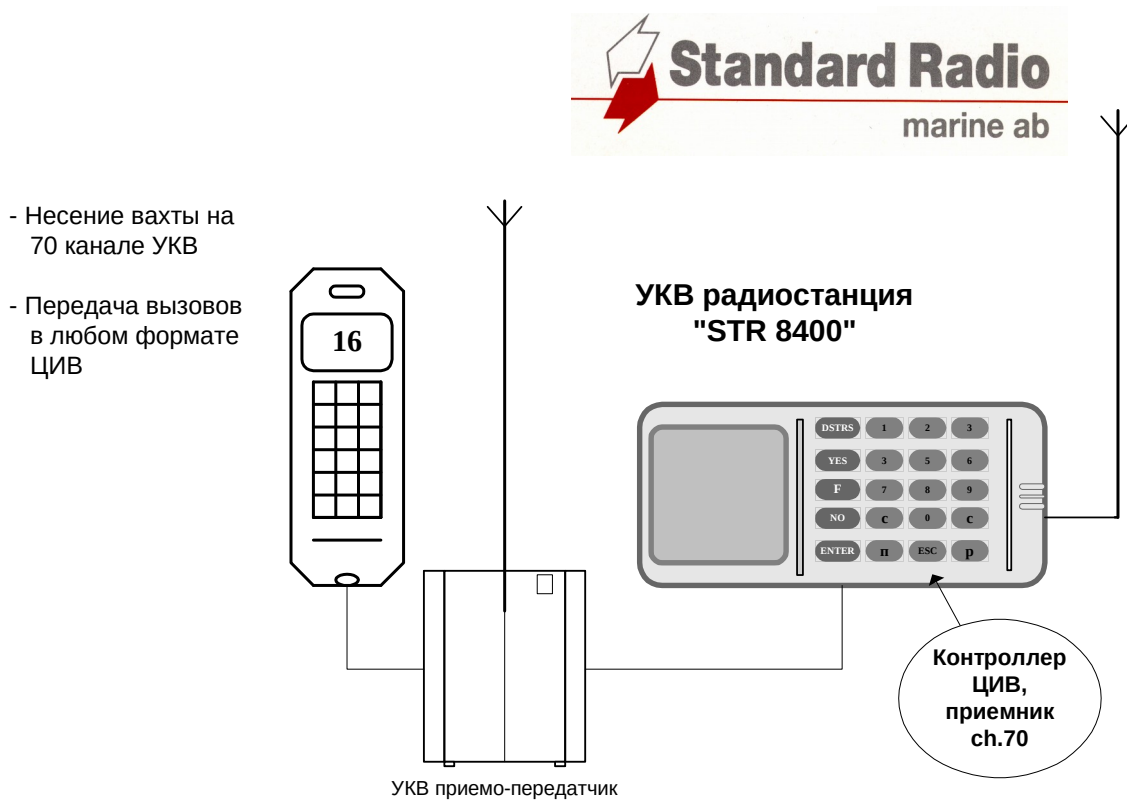 Standard Radio
marine ab
- Несение вахты на
70 канале УКВ
- Передача вызовов
в любом формате
ЦИВ
УКВ радиостанция
"STR 8400"
16
DSTRS 1 2 3
YES 3 5 6
F 7 8 9
NO c 0 c
ENTER п ESC р
Контроллер
ЦИВ,
приемник
ch.70
УКВ приемо-передатчик